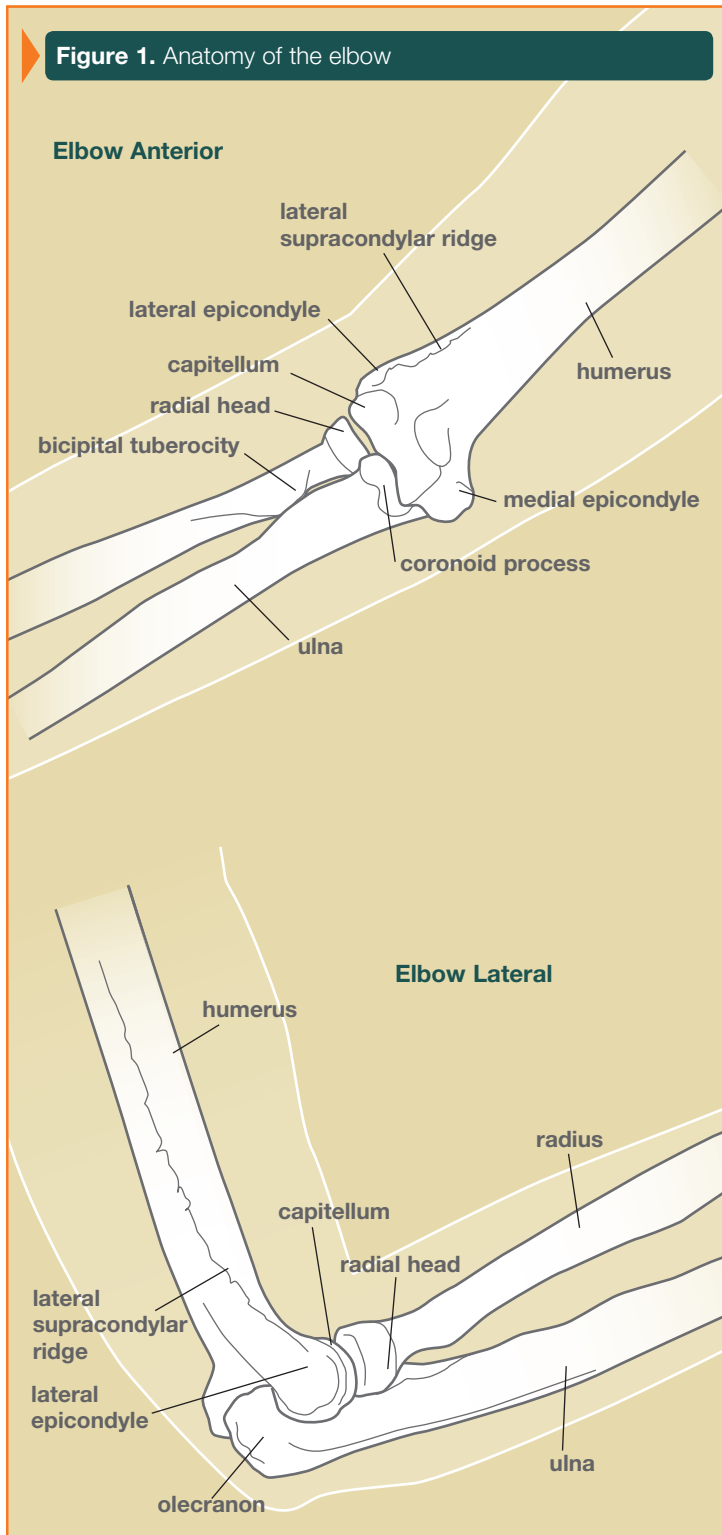 Figure 1. Anatomy of the elbow
Elbow Anterior
lateral
supracondylar ridge
lateral epicondyle
capitellum
humerus
radial head
bicipital tuberocity
medial epicondyle
coronoid process
ulna
Elbow Lateral
humerus
radius
capitellum
radial head
lateral
supracondylar
ridge
lateral
epicondyle
ulna
olecranon